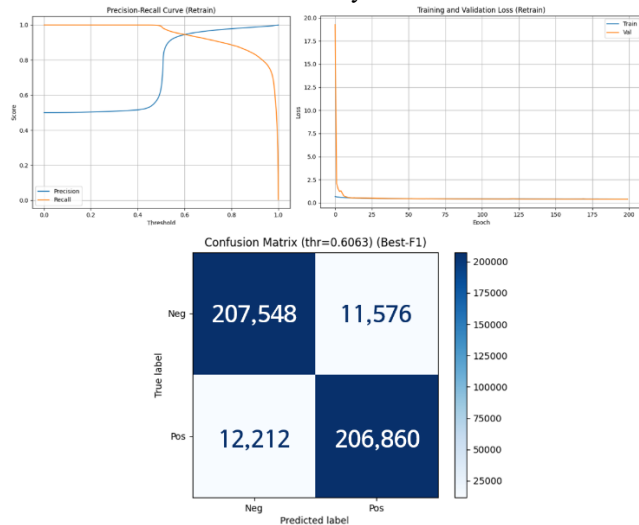 Precision-Recall Curve (Retrain)
1.0
0.8
0.6
0.4
0.2
0.0
Score
Precision
Recall
0.0 0.2 0.4 0.6 0.8 1.0
Threshold
Training and Validation Loss (Retrain)
20.0
17.5
15.0
12.5
10.0
7.5
5.0
2.5
0.0
Loss
Train
Val
0 25 50 75 100 125 150 175 200
Epoch
Confusion Matrix (thr=0.6063) (Best-F1)
True label
Neg
207,548 11,576
Pos
12,212 206,860
Neg Pos
Predicted label
200000
175000
150000
125000
100000
75000
50000
25000